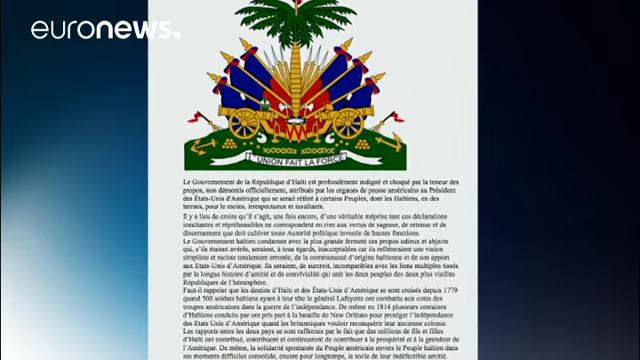 euronews.
L'UNION FAIT LA FORCE
Le Gouvernement de la République d'Haïti est profondément indigné et choqué par la teneur des
propos, non démentis officiellement, attribués par les organes de presse américains au Président
des États-Unis d'Amérique qui se serait référé à certains Peuples, dont les Haïtiens, en des
termes, pour le moins, irrespectueux et insultants.
Il y a lieu de croire qu'il s'agit, une fois encore, d'une véritable méprise tant ces déclarations
insultantes et répréhensibles ne correspondent en rien aux vertus de sagesse, de retenue et de
discernement que doit cultiver toute Autorité politique investie de hautes fonctions.
Le Gouvernement haïtien condamne avec la plus grande fermeté ces propos odieux et abjects
qui, s'ils étaient avérés, seraient, à tous égards, inacceptables car ils refléteraient une vision
simpliste et raciste totalement erronée, de la communauté d'origine haïtienne et de son apport
aux Etats-Unis d'Amérique. Ils seraient, de surcroit, incompatibles avec les liens multiples tissés
par la longue histoire d'amitié et de convivialité qui unit les deux peuples des deux plus vieilles
Républiques de l'hémisphère.
Faut-il rappeler que les destins d'Haïti et des États-Unis d'Amérique se sont croisés depuis 1779
quand 500 soldats haïtiens ayant à leur tête le général Lafayette ont combattu aux cotes des
troupes américaines dans la guerre de l'indépendance. De même en 1814 plusieurs centaines
d'Haïtiens conduits par ont pris part à la bataille de New Orléans pour protéger l'indépendance
des Etats Unis d'Amérique quand les britanniques vouloir reconquérir leur ancienne colonie.
Les rapports entre les deux pays se sont raffermis par le fait que des millions de fils et filles
d'Haïti ont contribué, contribuent et continueront de contribuer à la prospérité et à la grandeur de
l'Amérique. De même, la solidarité spontanée du Peuple américain envers le Peuple haïtien dans
ses moments difficiles consolide, encore pour longtemps, le socle de leur indéfectible amitié.